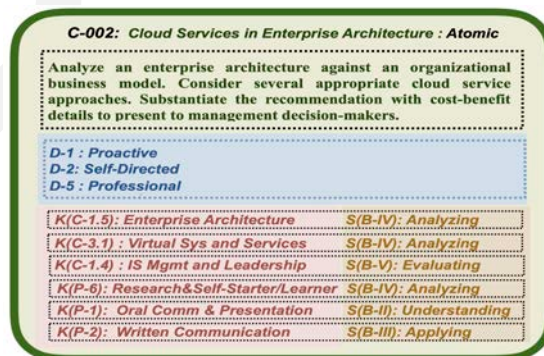 C-002: Cloud Services in Enterprise Architecture : Atomic
Analyze an enterprise architecture against an organizational
business model. Consider several appropriate cloud service
approaches. Substantiate the recommendation with cost-benefit
details to present to management decision-makers.
D-1 : Proactive
D-2: Self-Directed
D-5 : Professional
K(C-1.5): Enterprise Architecture S(B-IV): Analyzing
K(C-3.1) : Virtual Sys and Services S(B-IV): Analyzing
K(C-1.4) : IS Mgmt and Leadership S(B-V): Evaluating
K(P-6): Research&Self-Starter/Learner S(B-IV): Analyzing
K(P-1): Oral Comm & Presentation S(B-II): Understanding
K(P-2): Written Communication S(B-III): Applying